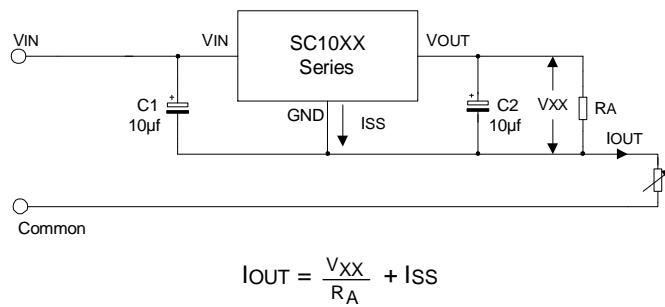 VIN
VIN
SC10XX
Series
VOUT
+
C1
10µf
GND
ISS
+
C2
10µf
VXX
RA
IOUT
Common
IOUT = VXX / RA + ISS